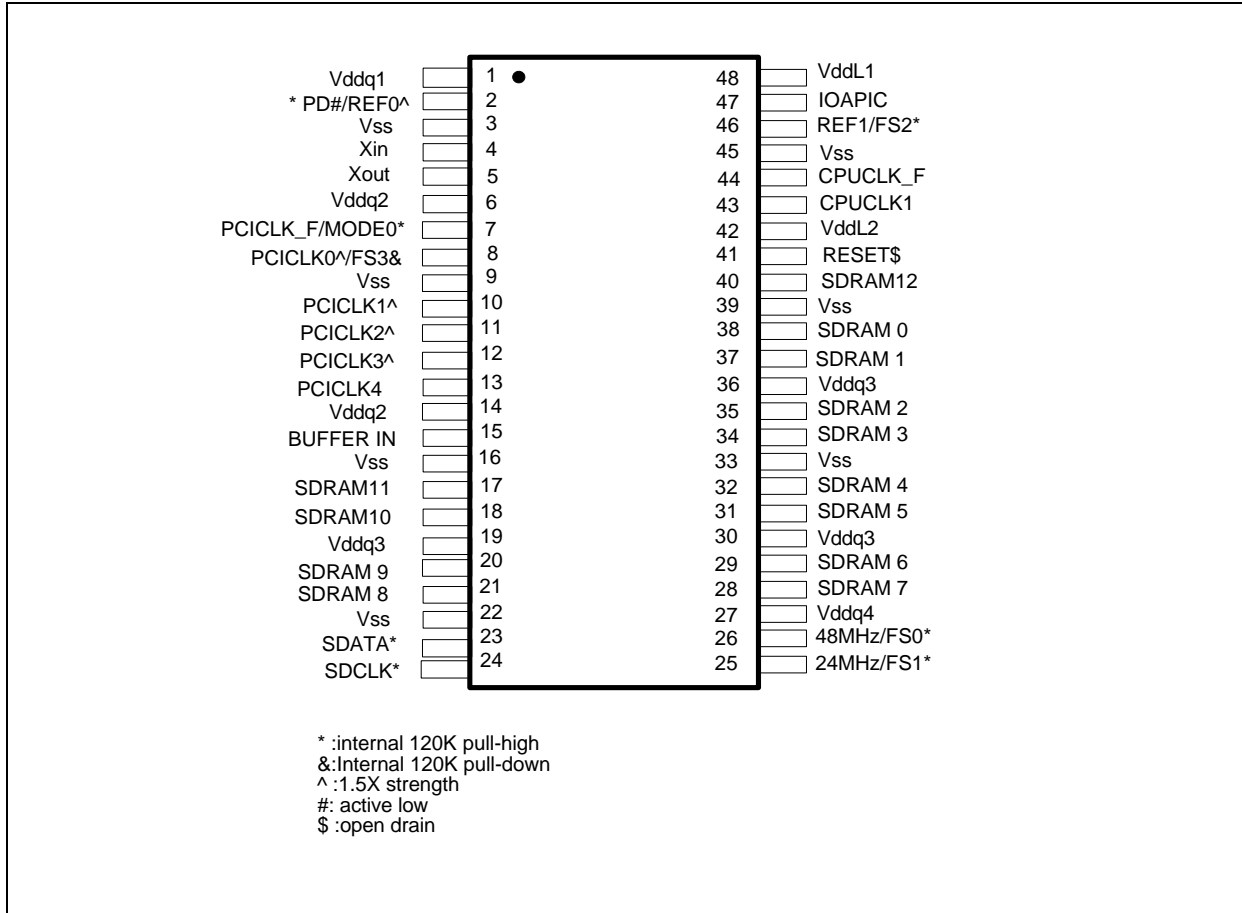 Vddq1 1 48 VddL1
* PD#/REF0^ 2 47 IOAPIC
Vss 3 46 REF1/FS2*
Xin 4 45 Vss
Xout 5 44 CPUCLK_F
Vddq2 6 43 CPUCLK1
PCICLK_F/MODE0* 7 42 VddL2
PCICLK0^/FS3& 8 41 RESET$
Vss 9 40 SDRAM12
PCICLK1^ 10 39 Vss
PCICLK2^ 11 38 SDRAM 0
PCICLK3^ 12 37 SDRAM 1
PCICLK4 13 36 Vddq3
Vddq2 14 35 SDRAM 2
BUFFER IN 15 34 SDRAM 3
Vss 16 33 Vss
SDRAM11 17 32 SDRAM 4
SDRAM10 18 31 SDRAM 5
Vddq3 19 30 Vddq3
SDRAM 9 20 29 SDRAM 6
SDRAM 8 21 28 SDRAM 7
Vss 22 27 Vddq4
SDATA* 23 26 48MHz/FS0*
SDCLK* 24 25 24MHz/FS1*
* :internal 120K pull-high
&:Internal 120K pull-down
^ :1.5X strength
#: active low
$ :open drain